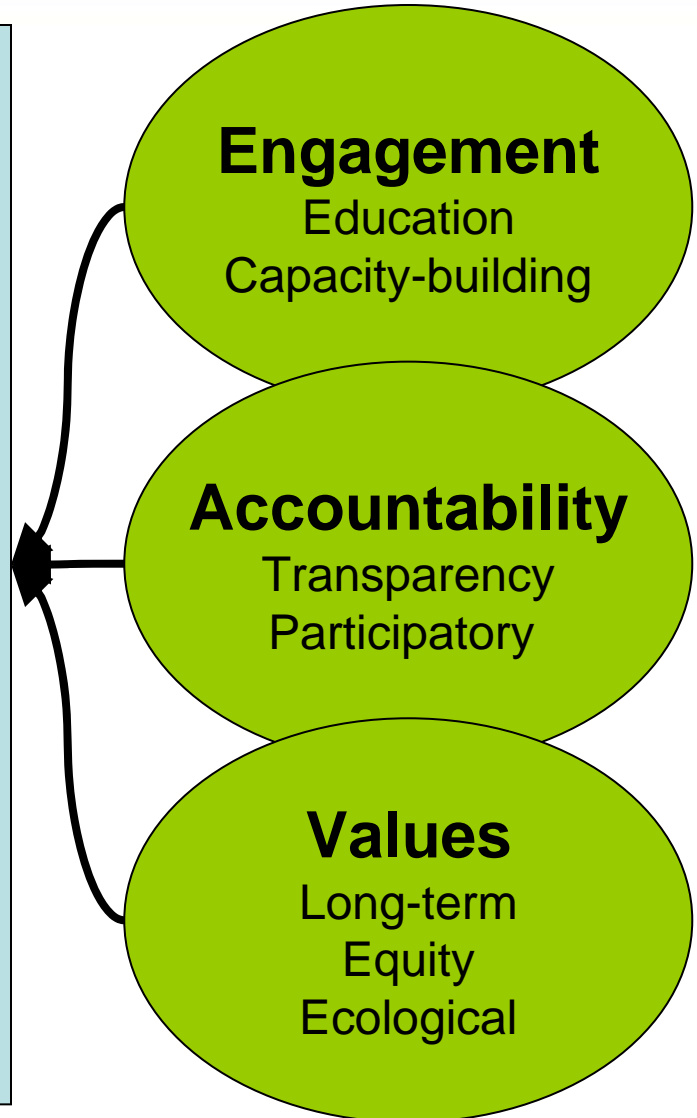 Engagement
Education
Capacity-building
Accountability
Transparency
Participatory
Values
Long-term
Equity
Ecological